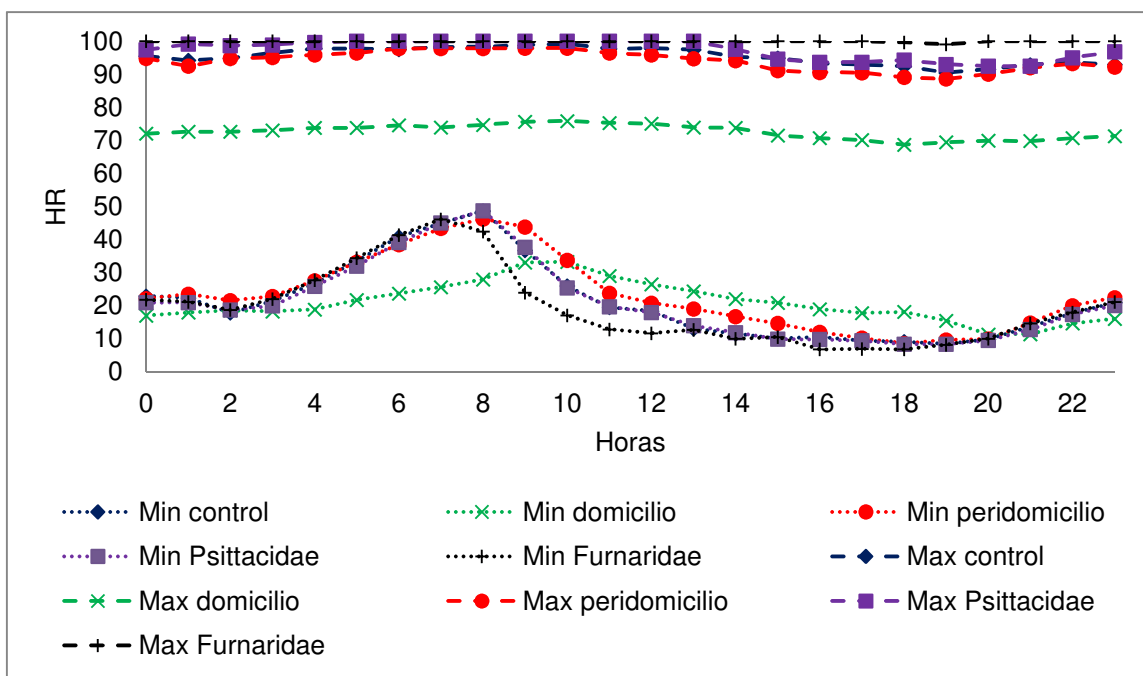 100
90
80
70
60
50
40
30
20
10
0
HR
0 2 4 6 8 10 12 14 16 18 20 22
Horas
Min control Min domicilio Min peridomicilio
Min Psittacidae Min Furnaridae Max control
Max domicilio Max peridomicilio Max Psittacidae
Max Furnaridae